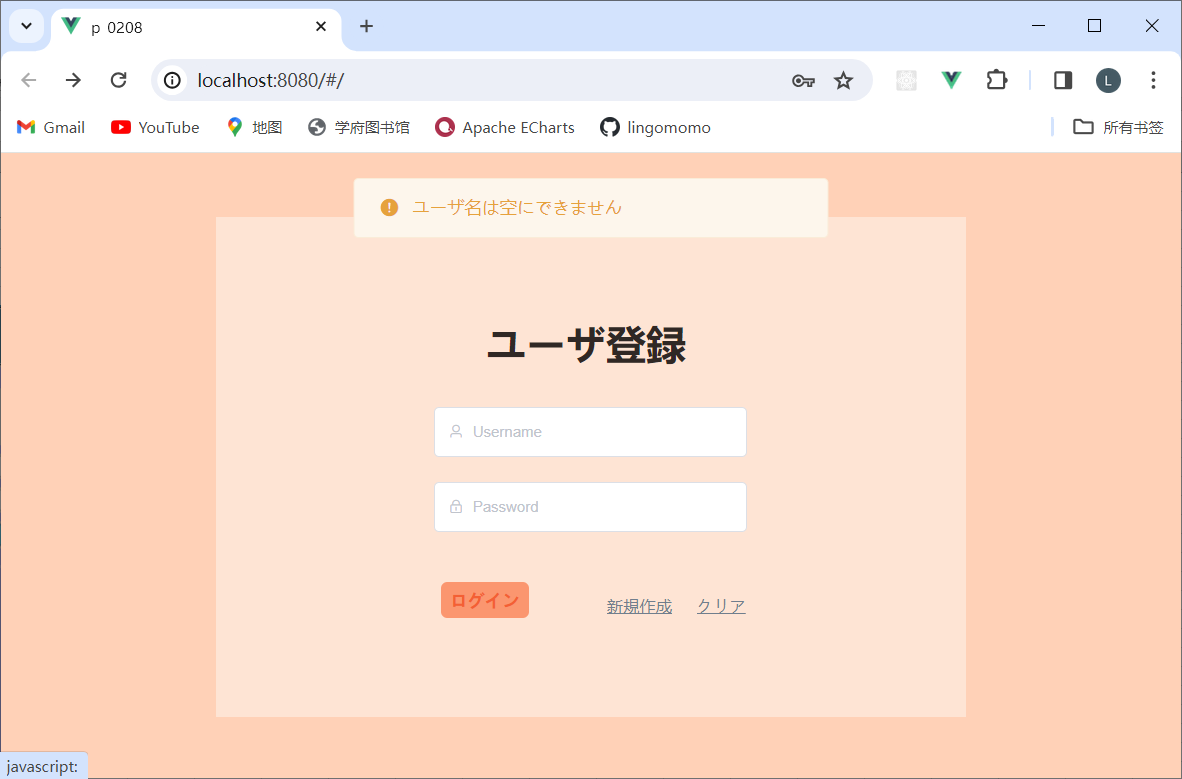 p 0208
localhost:8080/#/
L
Gmail YouTube 地图 学府图书馆 Apache ECharts lingomomo 所有书签
ユーザ名は空にできません
ユーザ登録
Username
Password
ログイン 新規作成 クリア
javascript: